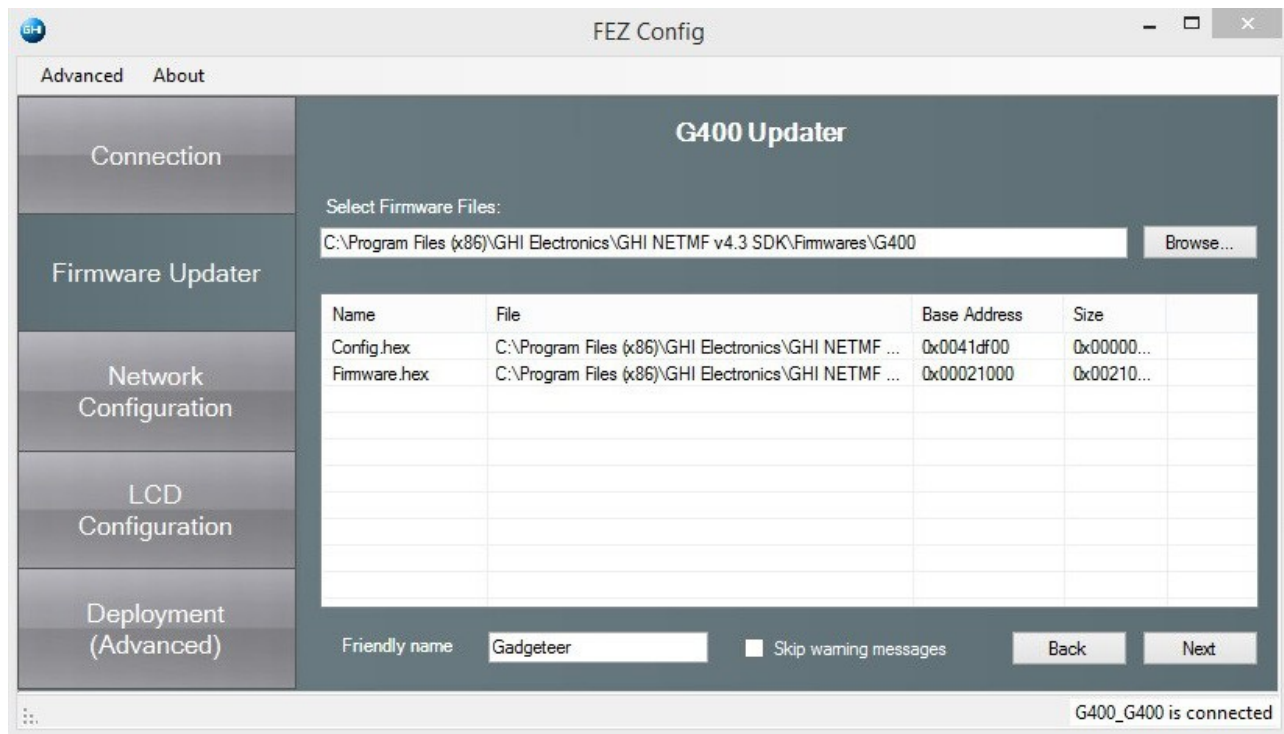 GHI
FEZ Config
Advanced About
Connection
Firmware Updater
Network
Configuration
LCD
Configuration
Deployment
(Advanced)
G400 Updater
Select Firmware Files:
C:\Program Files (x86)\GHI Electronics\GHI NETMF v4.3 SDK\Firmwares\G400 Browse...
Name File Base Address Size
Config.hex C:\Program Files (x86)\GHI Electronics\GHI NETMF ... 0x0041df00 0x00000...
Firmware.hex C:\Program Files (x86)\GHI Electronics\GHI NETMF ... 0x00021000 0x00210...
Friendly name Gadgeteer Skip warning messages Back Next
G400_G400 is connected